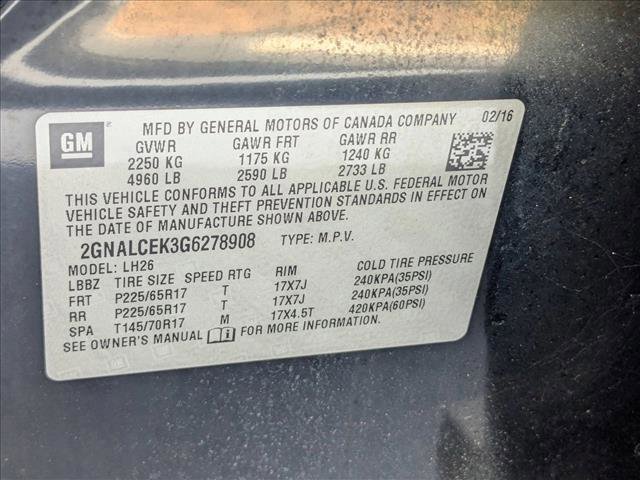 GM
MFD BY GENERAL MOTORS OF CANADA COMPANY 02/16
GVWR GAWR FRT GAWR RR
2250 KG 1175 KG 1240 KG
4960 LB 2590 LB 2733 LB
THIS VEHICLE CONFORMS TO ALL APPLICABLE U.S. FEDERAL MOTOR
VEHICLE SAFETY AND THEFT PREVENTION STANDARDS IN EFFECT ON
THE DATE OF MANUFACTURE SHOWN ABOVE.
2GNALCEK3G6278908 TYPE: M.P.V.
MODEL: LH26
LBBZ TIRE SIZE SPEED RTG RIM COLD TIRE PRESSURE
FRT P225/65R17 T 17X7J 240KPA(35PSI)
RR P225/65R17 T 17X7J 240KPA(35PSI)
SPA T145/70R17 M 17X4.5T 420KPA(60PSI)
SEE OWNER'S MANUAL FOR MORE INFORMATION.